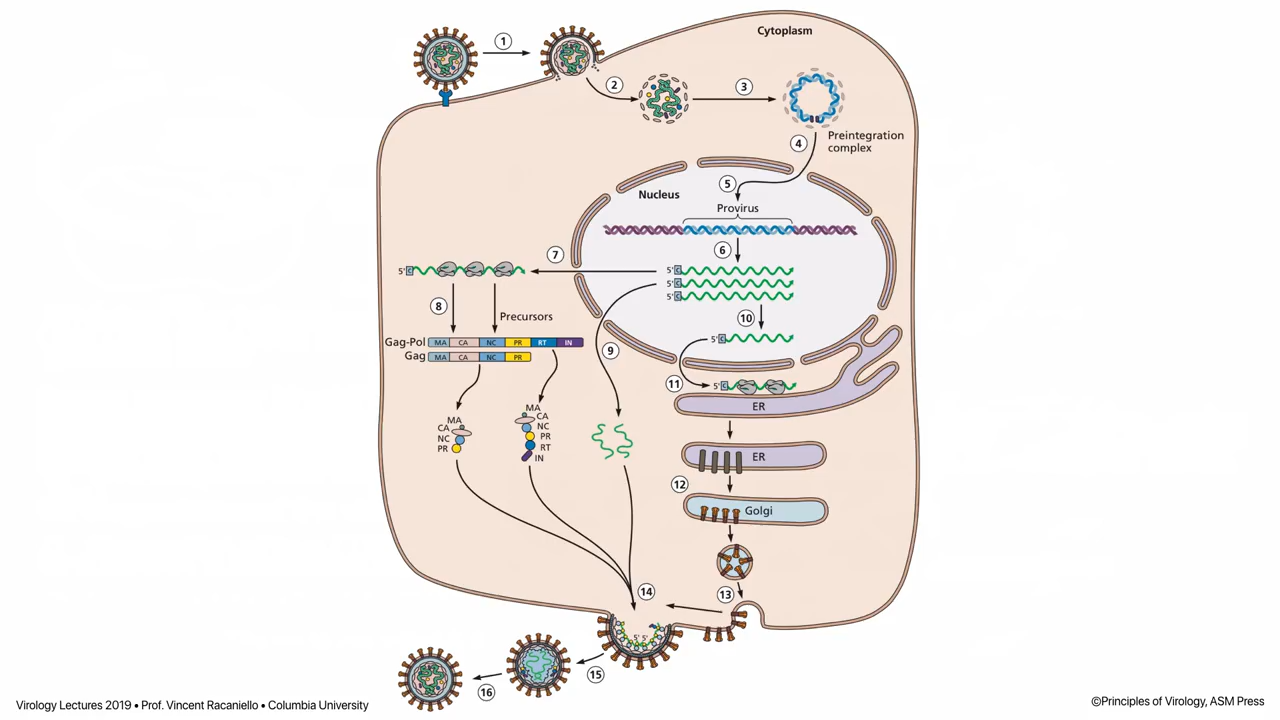 Cytoplasm
1
2
3
4
Preintegration
complex
5
Nucleus
Provirus
6
7
5' C
5' C
5' C
5' C
8
Precursors
10
5' C
Gag-Pol MA CA NC PR RT IN
Gag MA CA NC PR
9
11
5' C
ER
MA
CA
NC
PR
MA
CA
NC
PR
RT
IN
ER
12
Golgi
13
14
5' 5'
15
16
Virology Lectures 2019 • Prof. Vincent Racaniello • Columbia University
©Principles of Virology, ASM Press